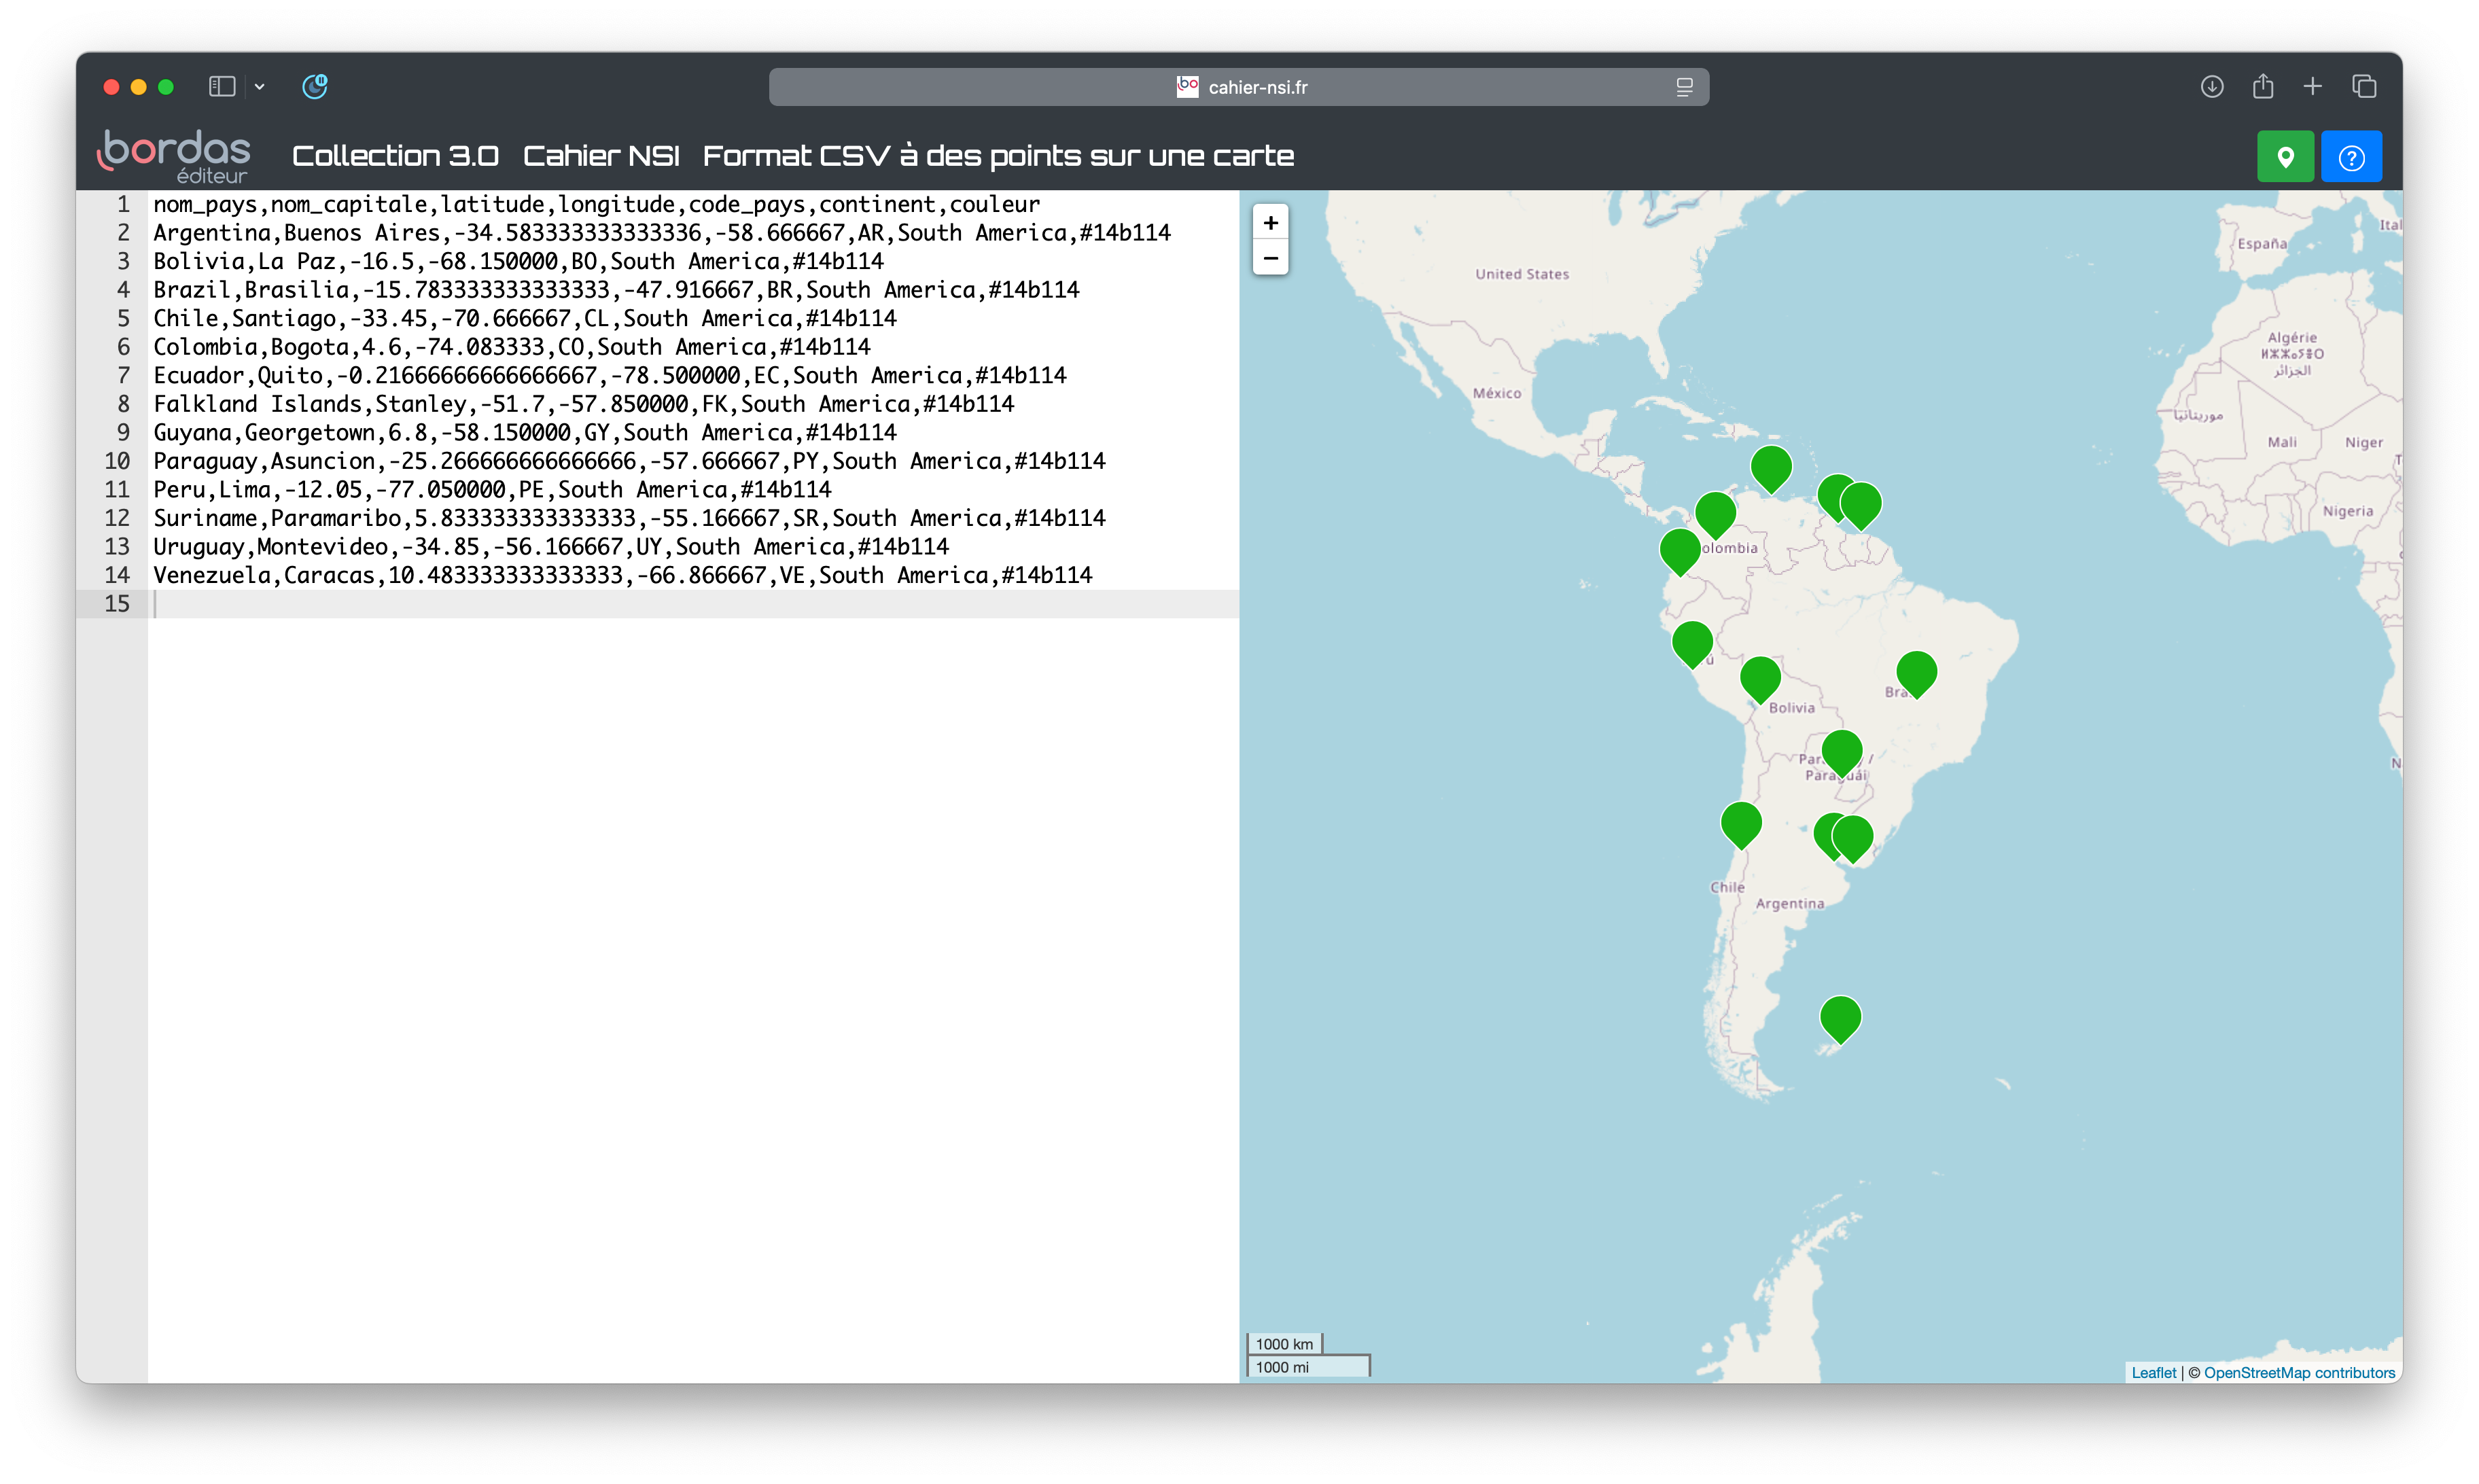 cahier-nsi.fr
bordas
éditeur
Collection 3.0 Cahier NSI Format CSV à des points sur une carte
1 nom_pays,nom_capitale,latitude,longitude,code_pays,continent,couleur
2 Argentina,Buenos Aires,-34.583333333333336,-58.666667,AR,South America,#14b114
3 Bolivia,La Paz,-16.5,-68.150000,BO,South America,#14b114
4 Brazil,Brasilia,-15.783333333333333,-47.916667,BR,South America,#14b114
5 Chile,Santiago,-33.45,-70.666667,CL,South America,#14b114
6 Colombia,Bogota,4.6,-74.083333,CO,South America,#14b114
7 Ecuador,Quito,-0.21666666666666667,-78.500000,EC,South America,#14b114
8 Falkland Islands,Stanley,-51.7,-57.850000,FK,South America,#14b114
9 Guyana,Georgetown,6.8,-58.150000,GY,South America,#14b114
10 Paraguay,Asuncion,-25.266666666666666,-57.666667,PY,South America,#14b114
11 Peru,Lima,-12.05,-77.050000,PE,South America,#14b114
12 Suriname,Paramaribo,5.833333333333333,-55.166667,SR,South America,#14b114
13 Uruguay,Montevideo,-34.85,-56.166667,UY,South America,#14b114
14 Venezuela,Caracas,10.483333333333333,-66.866667,VE,South America,#14b114
15
+
−
United States
México
España
Ital
Algérie
ⵍⵣⵣⴰⵢⴻⵔ
الجزائر
موريتانيا
Mali
Niger
Nigeria
olombia
Bolivia
Bra
Paraguái
Chile
Argentina
1000 km
1000 mi
Leaflet | © OpenStreetMap contributors